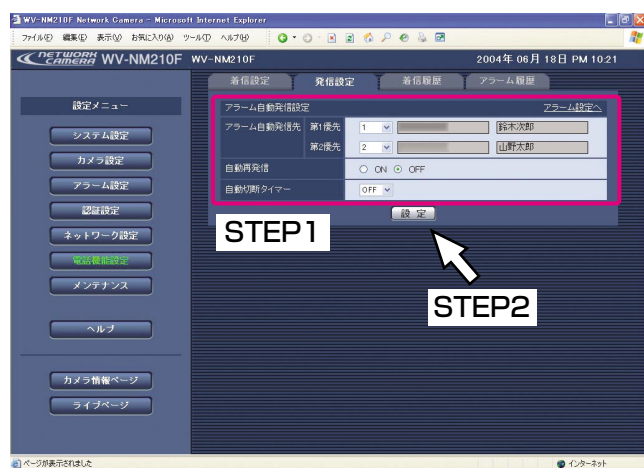 WV-NM210F Network Camera - Microsoft Internet Explorer
ファイル(F) 編集(E) 表示(V) お気に入り(A) ツール(T) ヘルプ(H)
NETWORK CAMERA WV-NM210F WV-NM210F 2004年 06月 18日 PM 10:21
着信設定 発信設定 着信履歴 アラーム履歴
設定メニュー
システム設定
カメラ設定
アラーム設定
認証設定
ネットワーク設定
電話機能設定
メンテナンス
ヘルプ
カメラ情報ページ
ライブページ
アラーム自動発信設定 アラーム設定へ
アラーム自動発信先 第1優先 1 鈴木次郎
第2優先 2 山野太郎
自動再発信 ON OFF
自動切断タイマー OFF
設定
STEP1
STEP2
ページが表示されました インターネット